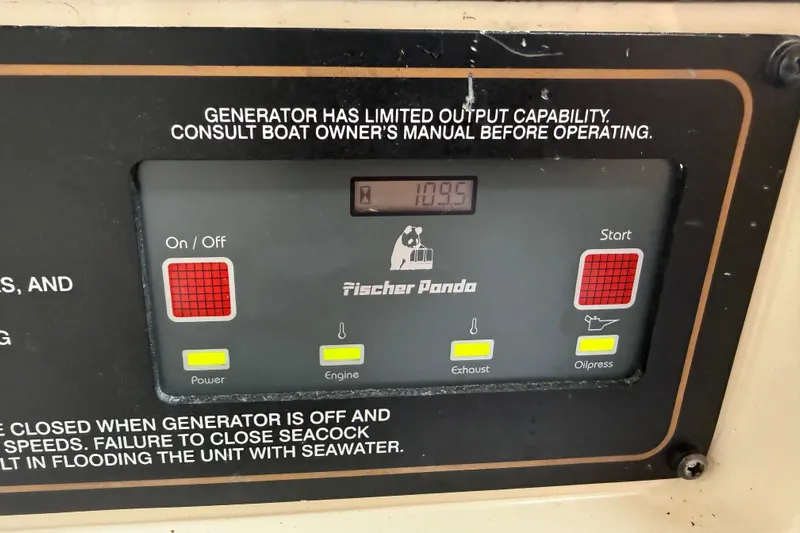 GENERATOR HAS LIMITED OUTPUT CAPABILITY.
CONSULT BOAT OWNER'S MANUAL BEFORE OPERATING.
109.5
On / Off
Start
Fischer Panda
S, AND
G
Power
Engine
Exhaust
Oilpress
E CLOSED WHEN GENERATOR IS OFF AND
SPEEDS. FAILURE TO CLOSE SEACOCK
LT IN FLOODING THE UNIT WITH SEAWATER.